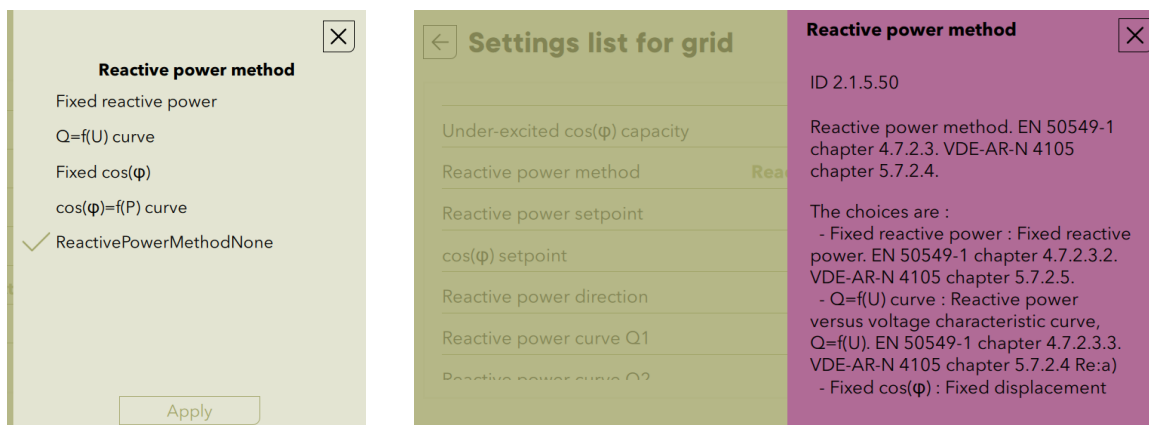 Reactive power method
Fixed reactive power
Q=f(U) curve
Fixed cos(φ)
cos(φ)=f(P) curve
ReactivePowerMethodNone
Apply
Settings list for grid
Under-excited cos(φ) capacity
Reactive power method
Reactive power setpoint
cos(φ) setpoint
Reactive power direction
Reactive power curve Q1
Reactive power curve Q2
Reactive power method
ID 2.1.5.50
Reactive power method. EN 50549-1
chapter 4.7.2.3. VDE-AR-N 4105
chapter 5.7.2.4.
The choices are :
- Fixed reactive power : Fixed reactive
power. EN 50549-1 chapter 4.7.2.3.2.
VDE-AR-N 4105 chapter 5.7.2.5.
- Q=f(U) curve : Reactive power
versus voltage characteristic curve,
Q=f(U). EN 50549-1 chapter 4.7.2.3.3.
VDE-AR-N 4105 chapter 5.7.2.4 Re:a)
- Fixed cos(φ) : Fixed displacement